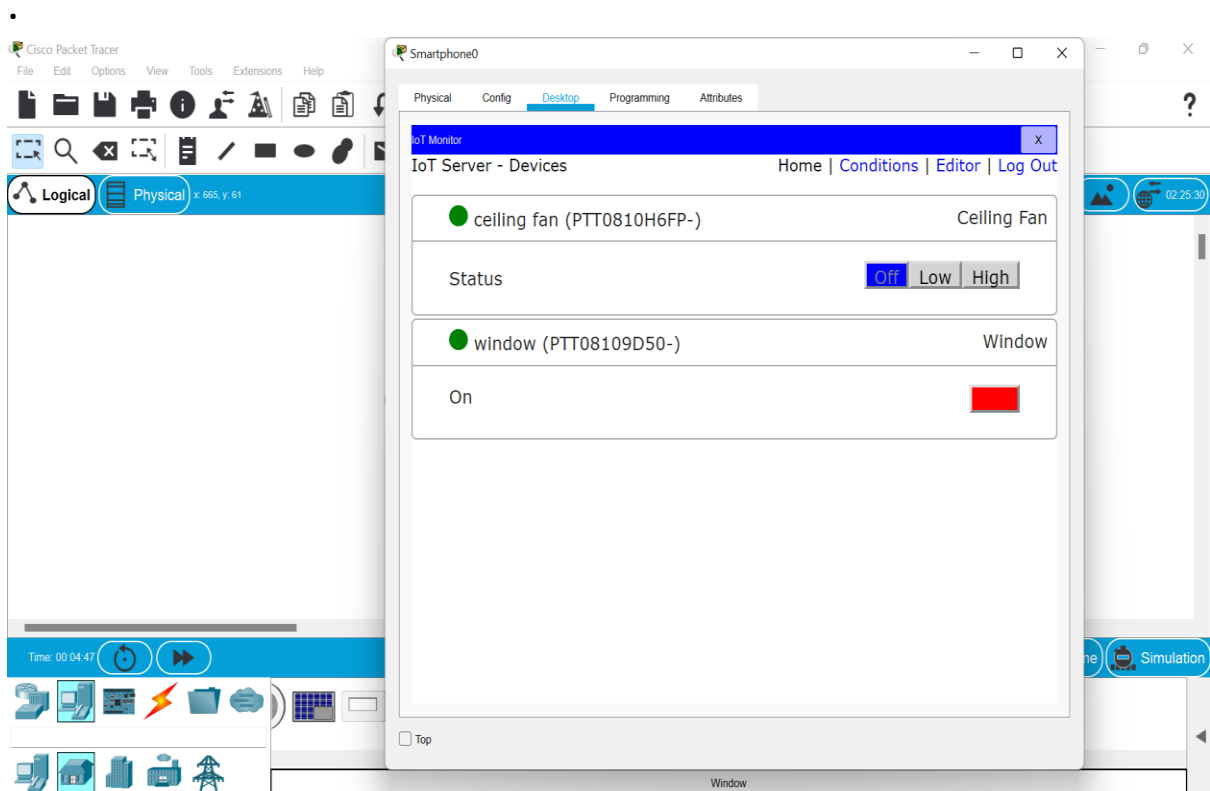 .
Cisco Packet Tracer
File Edit Options View Tools Extensions Help
Logical Physical x: 665, y: 61
Smartphone0
Physical Config Desktop Programming Attributes
IoT Monitor X
IoT Server - Devices Home | Conditions | Editor | Log Out
ceiling fan (PTT0810H6FP-) Ceiling Fan
Status Off Low High
window (PTT08109D50-) Window
On
Top
?
02:25:30
Time: 00:04:47
me Simulation
Window